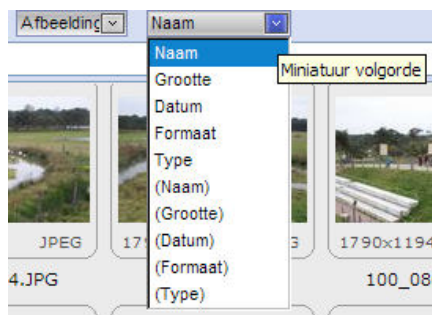 Afbeelding Naam
Naam
Miniatuur volgorde
Grootte
Datum
Formaat
Type
(Naam)
(Grootte)
JPEG
(Datum)
1790x1194
(Formaat)
4.JPG
100_08
(Type)